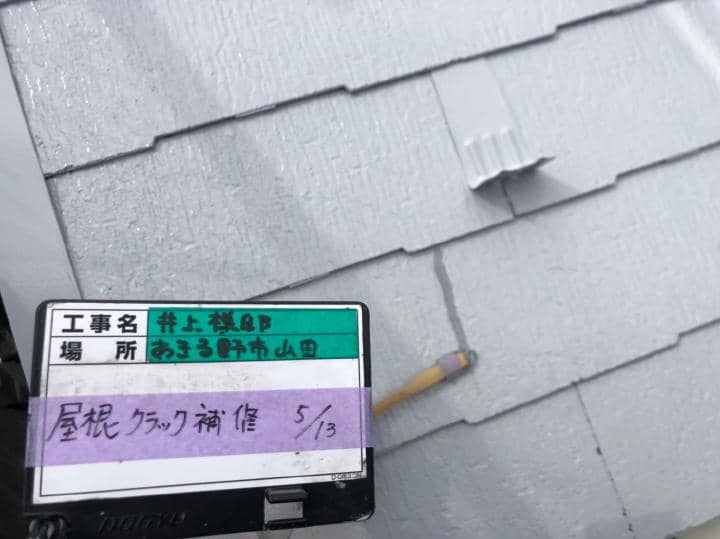 工事名 井上様邸
場所 あきる野市山田
屋根クラック補修 5/13
DOGYU